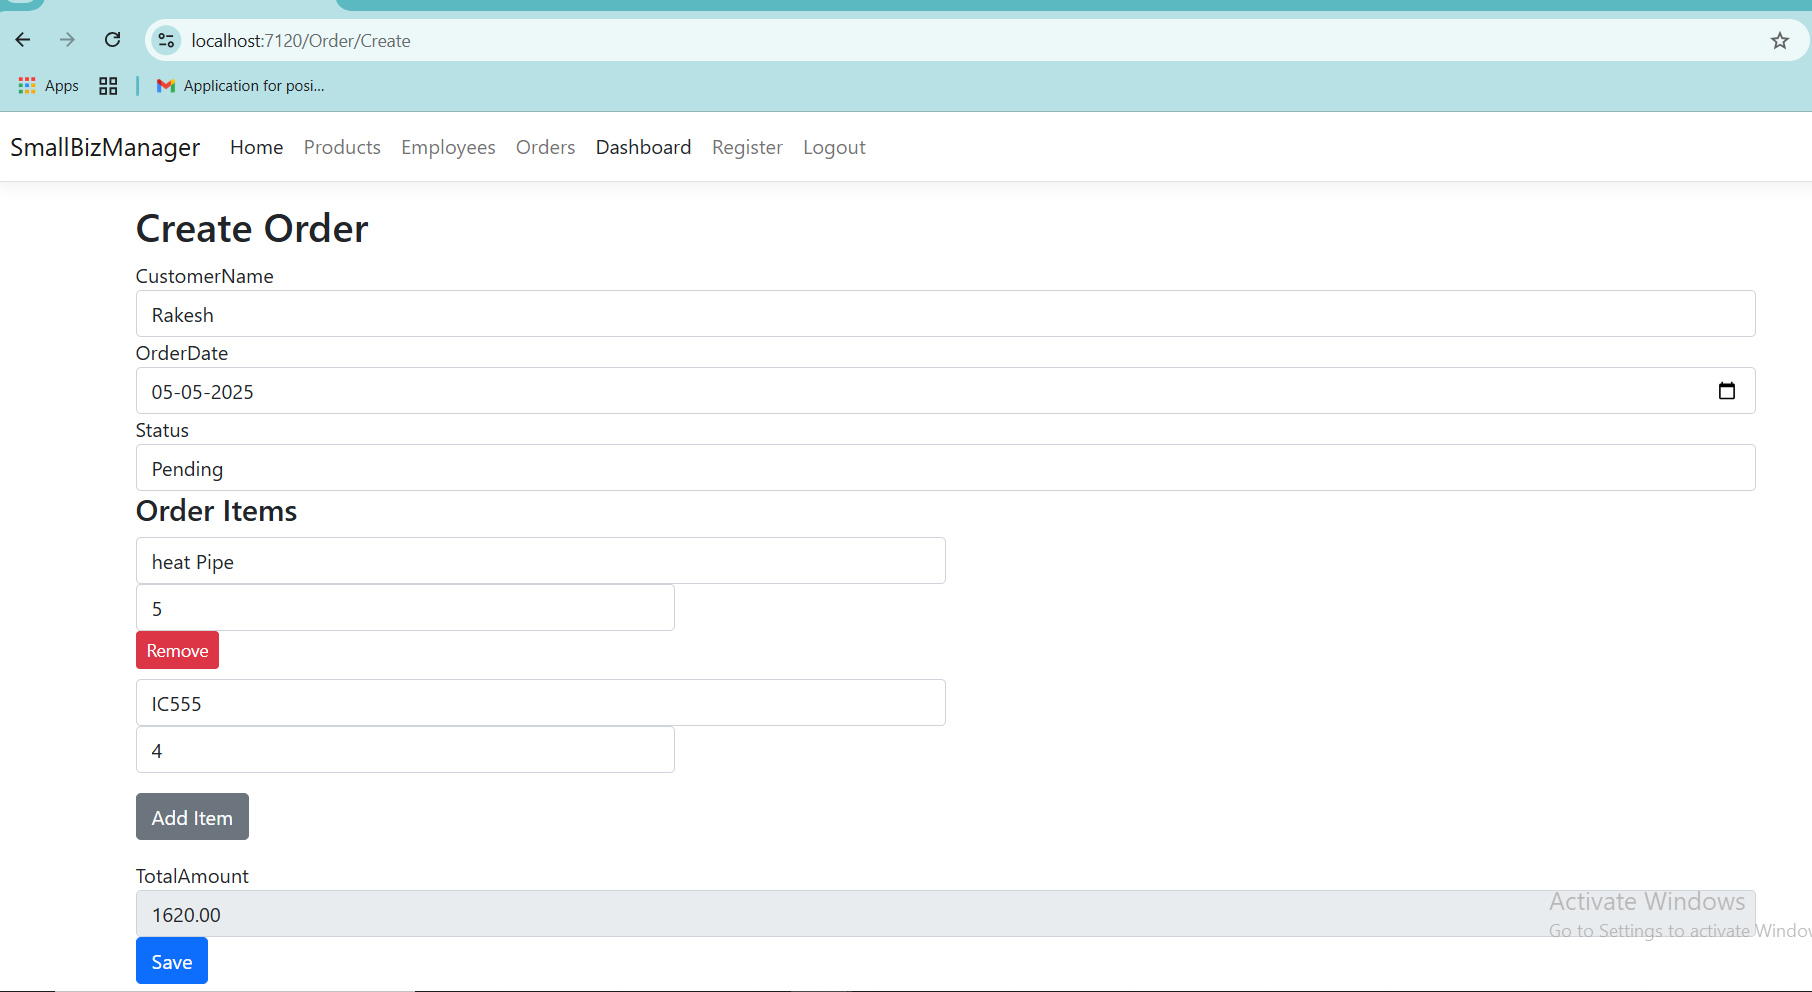 localhost:7120/Order/Create
Apps
Application for posi...
SmallBizManager Home Products Employees Orders Dashboard Register Logout
Create Order
CustomerName
Rakesh
OrderDate
05-05-2025
Status
Pending
Order Items
heat Pipe
5
Remove
IC555
4
Add Item
TotalAmount
1620.00
Activate Windows
Go to Settings to activate Window
Save